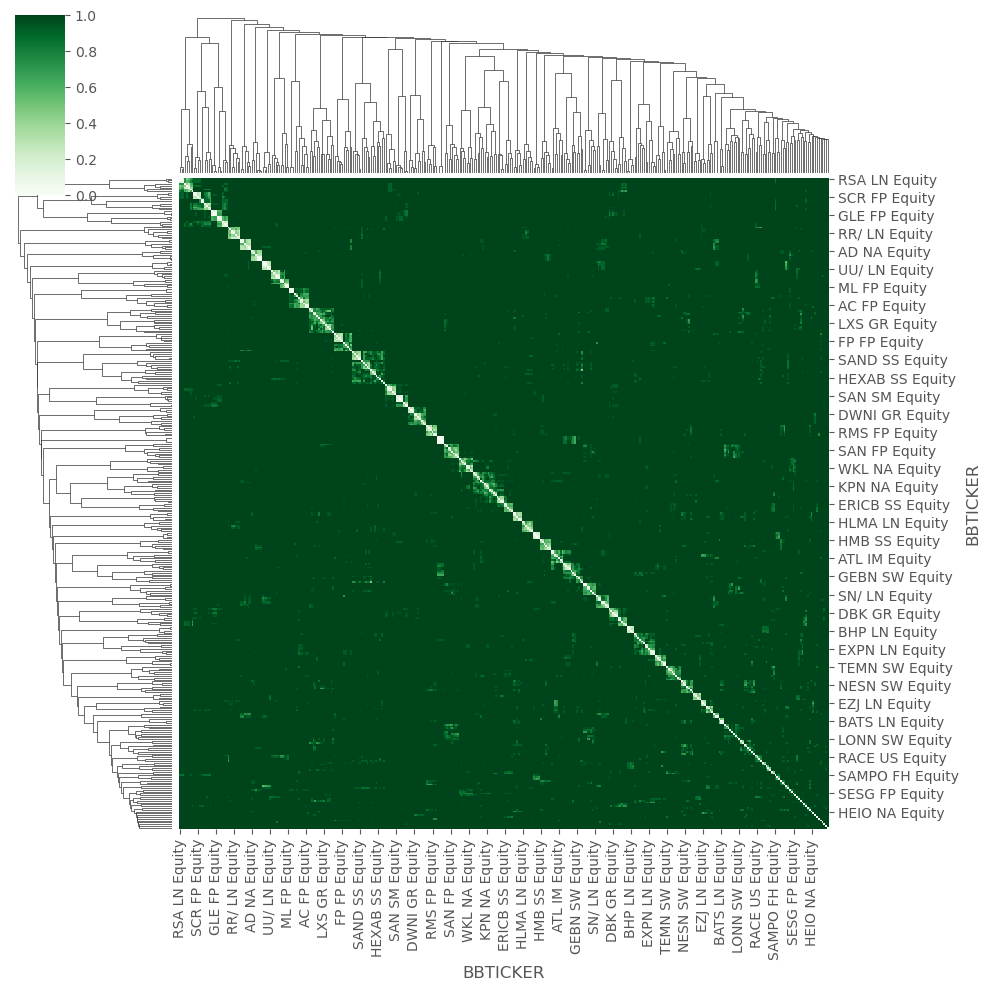 1.0
0.8
0.6
0.4
0.2
0.0
RSA LN Equity
SCR FP Equity
GLE FP Equity
RR/ LN Equity
AD NA Equity
UU/ LN Equity
ML FP Equity
AC FP Equity
LXS GR Equity
FP FP Equity
SAND SS Equity
HEXAB SS Equity
SAN SM Equity
DWNI GR Equity
RMS FP Equity
SAN FP Equity
WKL NA Equity
KPN NA Equity
ERICB SS Equity
HLMA LN Equity
HMB SS Equity
ATL IM Equity
GEBN SW Equity
SN/ LN Equity
DBK GR Equity
BHP LN Equity
EXPN LN Equity
TEMN SW Equity
NESN SW Equity
EZJ LN Equity
BATS LN Equity
LONN SW Equity
RACE US Equity
SAMPO FH Equity
SESG FP Equity
HEIO NA Equity
BBTICKER
RSA LN Equity
SCR FP Equity
GLE FP Equity
RR/ LN Equity
AD NA Equity
UU/ LN Equity
ML FP Equity
AC FP Equity
LXS GR Equity
FP FP Equity
SAND SS Equity
HEXAB SS Equity
SAN SM Equity
DWNI GR Equity
RMS FP Equity
SAN FP Equity
WKL NA Equity
KPN NA Equity
ERICB SS Equity
HLMA LN Equity
HMB SS Equity
ATL IM Equity
GEBN SW Equity
SN/ LN Equity
DBK GR Equity
BHP LN Equity
EXPN LN Equity
TEMN SW Equity
NESN SW Equity
EZJ LN Equity
BATS LN Equity
LONN SW Equity
RACE US Equity
SAMPO FH Equity
SESG FP Equity
HEIO NA Equity
BBTICKER